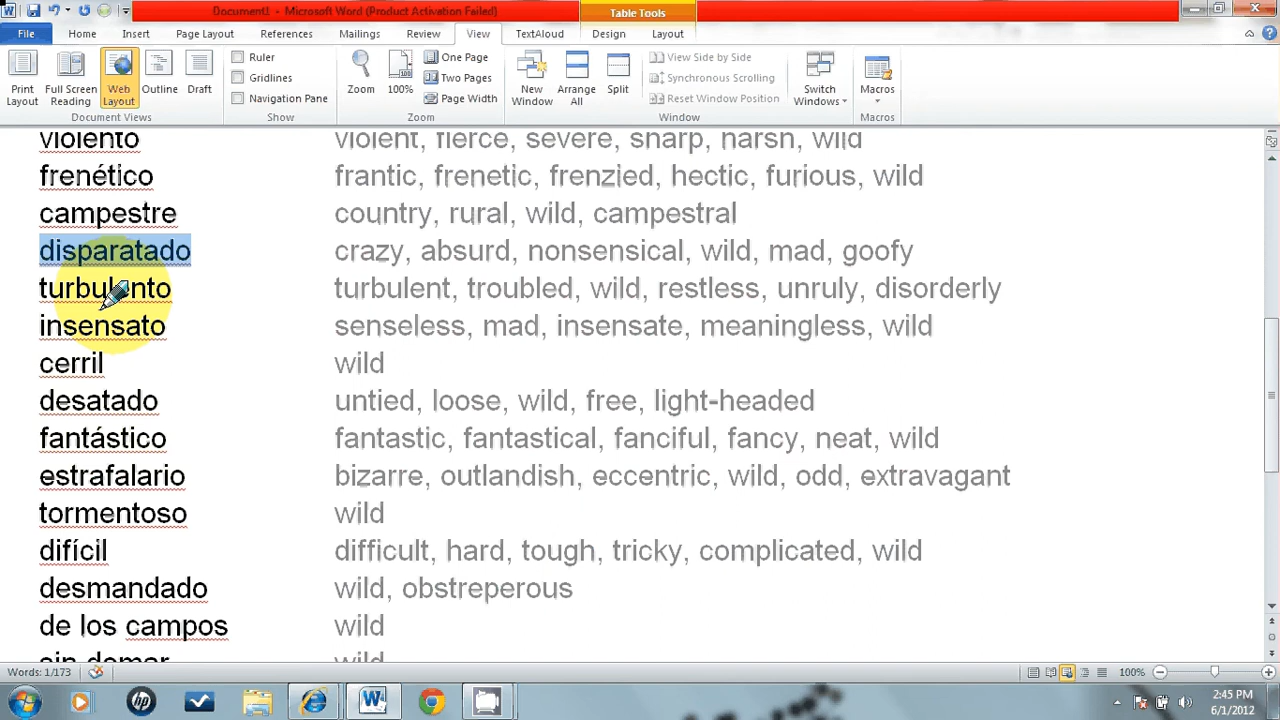 Document1 - Microsoft Word (Product Activation Failed)
Table Tools
File Home Insert Page Layout References Mailings Review View TextAloud Design Layout
Print Layout
Full Screen Reading
Web Layout
Outline
Draft
Document Views
Ruler
Gridlines
Navigation Pane
Show
Zoom
100%
One Page
Two Pages
Page Width
Zoom
New Window
Arrange All
Split
View Side by Side
Synchronous Scrolling
Reset Window Position
Window
Switch Windows
Macros
Macros
violento violent, fierce, severe, sharp, harsh, wild
frenético frantic, frenetic, frenzied, hectic, furious, wild
campestre country, rural, wild, campestral
disparatado crazy, absurd, nonsensical, wild, mad, goofy
turbulento turbulent, troubled, wild, restless, unruly, disorderly
insensato senseless, mad, insensate, meaningless, wild
cerril wild
desatado untied, loose, wild, free, light-headed
fantástico fantastic, fantastical, fanciful, fancy, neat, wild
estrafalario bizarre, outlandish, eccentric, wild, odd, extravagant
tormentoso wild
difícil difficult, hard, tough, tricky, complicated, wild
desmandado wild, obstreperous
de los campos wild
sin domar wild
Words: 1/173 100%
2:45 PM
6/1/2012